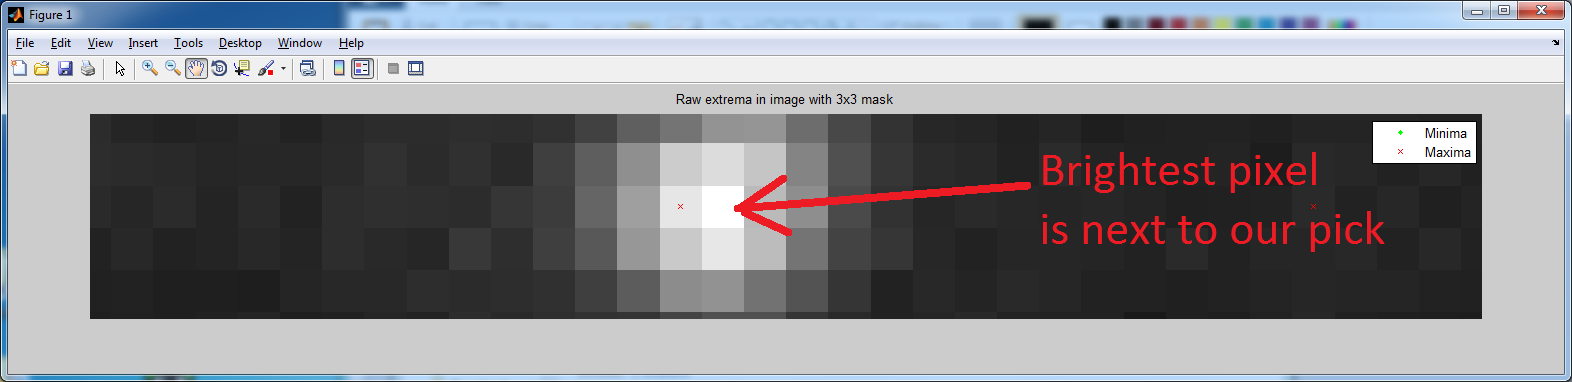 Figure 1
File Edit View Insert Tools Desktop Window Help
Raw extrema in image with 3x3 mask
Minima
Maxima
Brightest pixel
is next to our pick